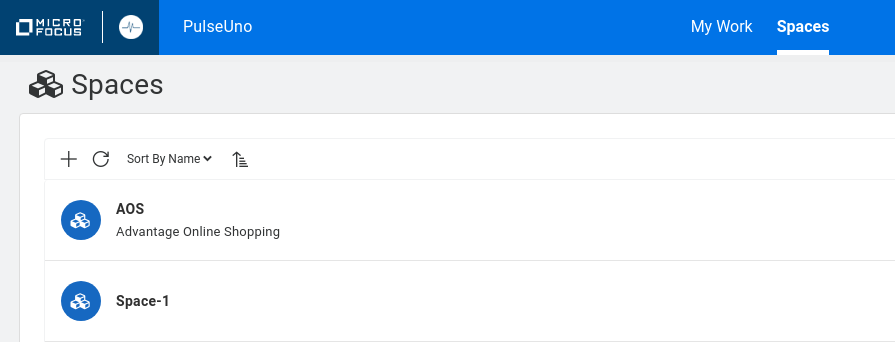 MICRO
FOCUS
PulseUno
My Work
Spaces
Spaces
Sort By Name
AOS
Advantage Online Shopping
Space-1